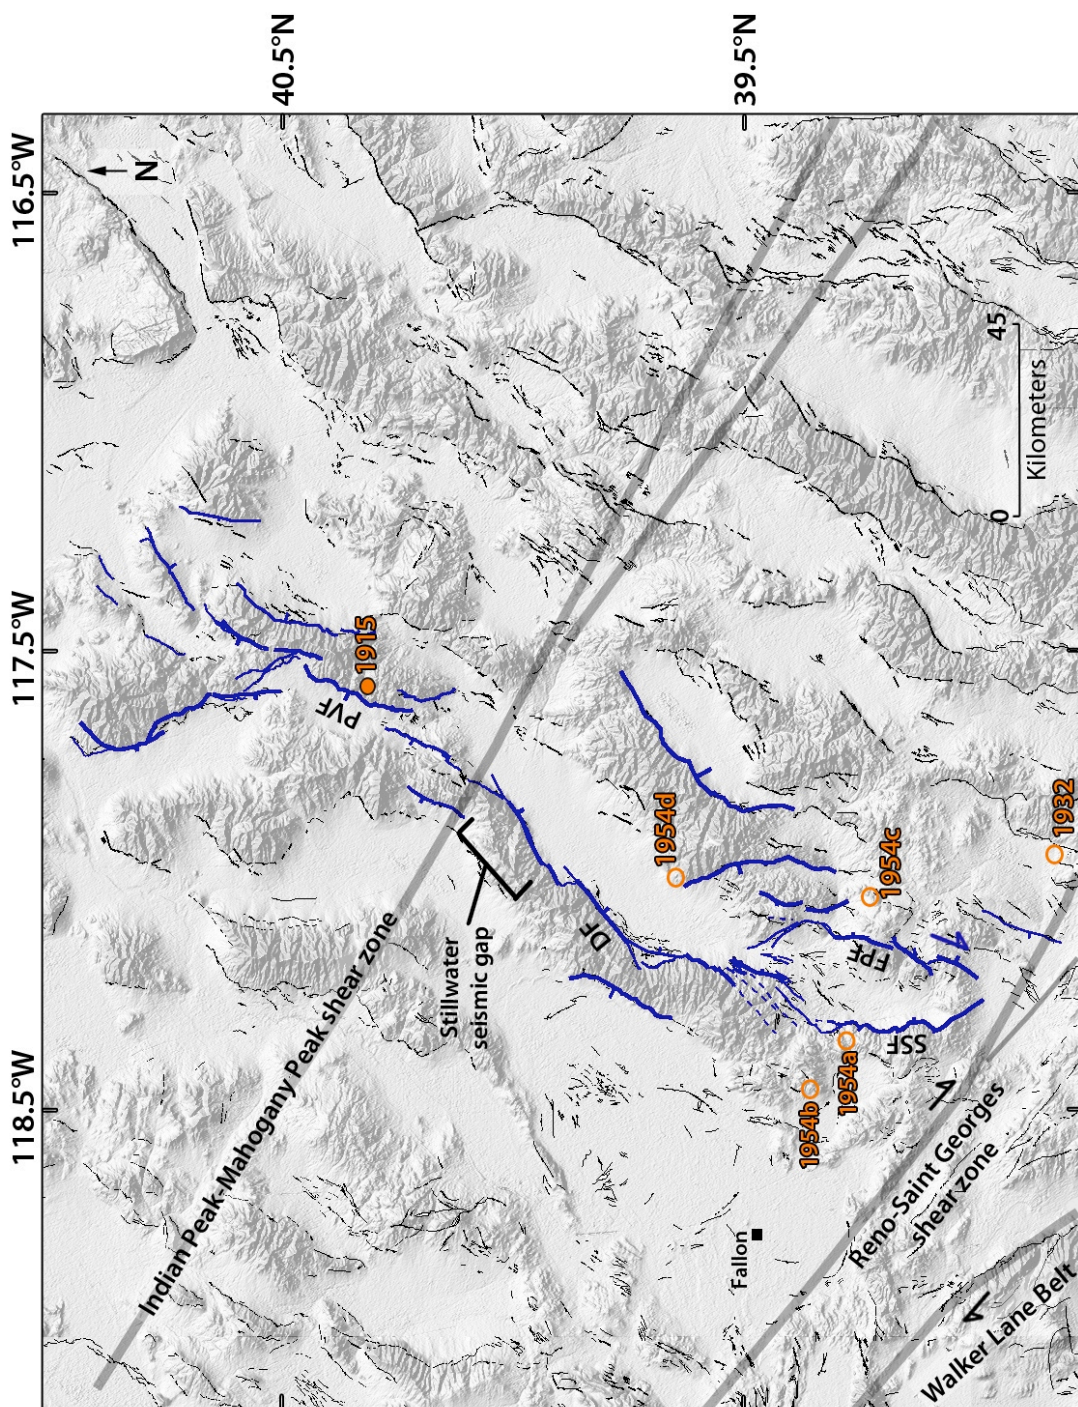 116.5°W
117.5°W
118.5°W
40.5°N
39.5°N
N
Indian Peak-Mahogany Peak shear zone
Stillwater
seismic gap
PVF
1915
DF
1954d
1954c
1932
FPF
SSF
1954a
1954b
Fallon
Reno-Saint Georges
shear zone
Walker Lane Belt
0
45
Kilometers